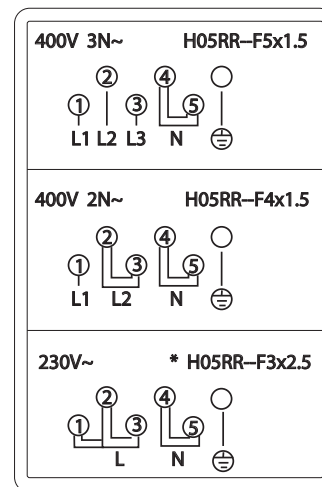 400V 3N~ H05RR--F5x1.5
2 4
1 3 5
L1 L2 L3 N
400V 2N~ H05RR--F4x1.5
2 4
1 3 5
L1 L2 N
230V~ * H05RR--F3x2.5
2 4
1 3 5
L N